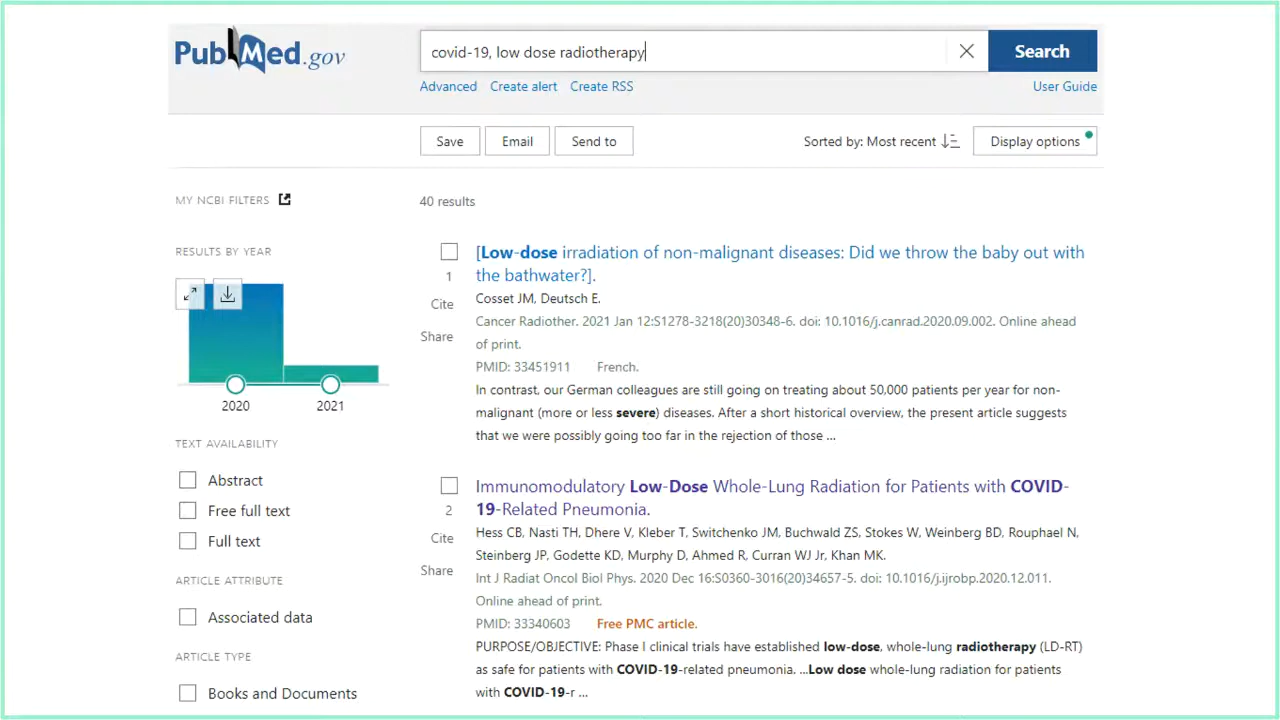 PubMed.gov
covid-19, low dose radiotherapy
Search
Advanced Create alert Create RSS
User Guide
Save Email Send to
Sorted by: Most recent
Display options
MY NCBI FILTERS
40 results
RESULTS BY YEAR
2020 2021
TEXT AVAILABILITY
Abstract
Free full text
Full text
ARTICLE ATTRIBUTE
Associated data
ARTICLE TYPE
Books and Documents
1
Cite
Share
[Low-dose irradiation of non-malignant diseases: Did we throw the baby out with
the bathwater?].
Cosset JM, Deutsch E.
Cancer Radiother. 2021 Jan 12:S1278-3218(20)30348-6. doi: 10.1016/j.canrad.2020.09.002. Online ahead
of print.
PMID: 33451911 French.
In contrast, our German colleagues are still going on treating about 50,000 patients per year for non-
malignant (more or less severe) diseases. After a short historical overview, the present article suggests
that we were possibly going too far in the rejection of those ...
2
Cite
Share
Immunomodulatory Low-Dose Whole-Lung Radiation for Patients with COVID-
19-Related Pneumonia.
Hess CB, Nasti TH, Dhere V, Kleber T, Switchenko JM, Buchwald ZS, Stokes W, Weinberg BD, Rouphael N,
Steinberg JP, Godette KD, Murphy D, Ahmed R, Curran WJ Jr, Khan MK.
Int J Radiat Oncol Biol Phys. 2020 Dec 16:S0360-3016(20)34657-5. doi: 10.1016/j.ijrobp.2020.12.011.
Online ahead of print.
PMID: 33340603 Free PMC article.
PURPOSE/OBJECTIVE: Phase I clinical trials have established low-dose, whole-lung radiotherapy (LD-RT)
as safe for patients with COVID-19-related pneumonia. ...Low dose whole-lung radiation for patients
with COVID-19-r ...